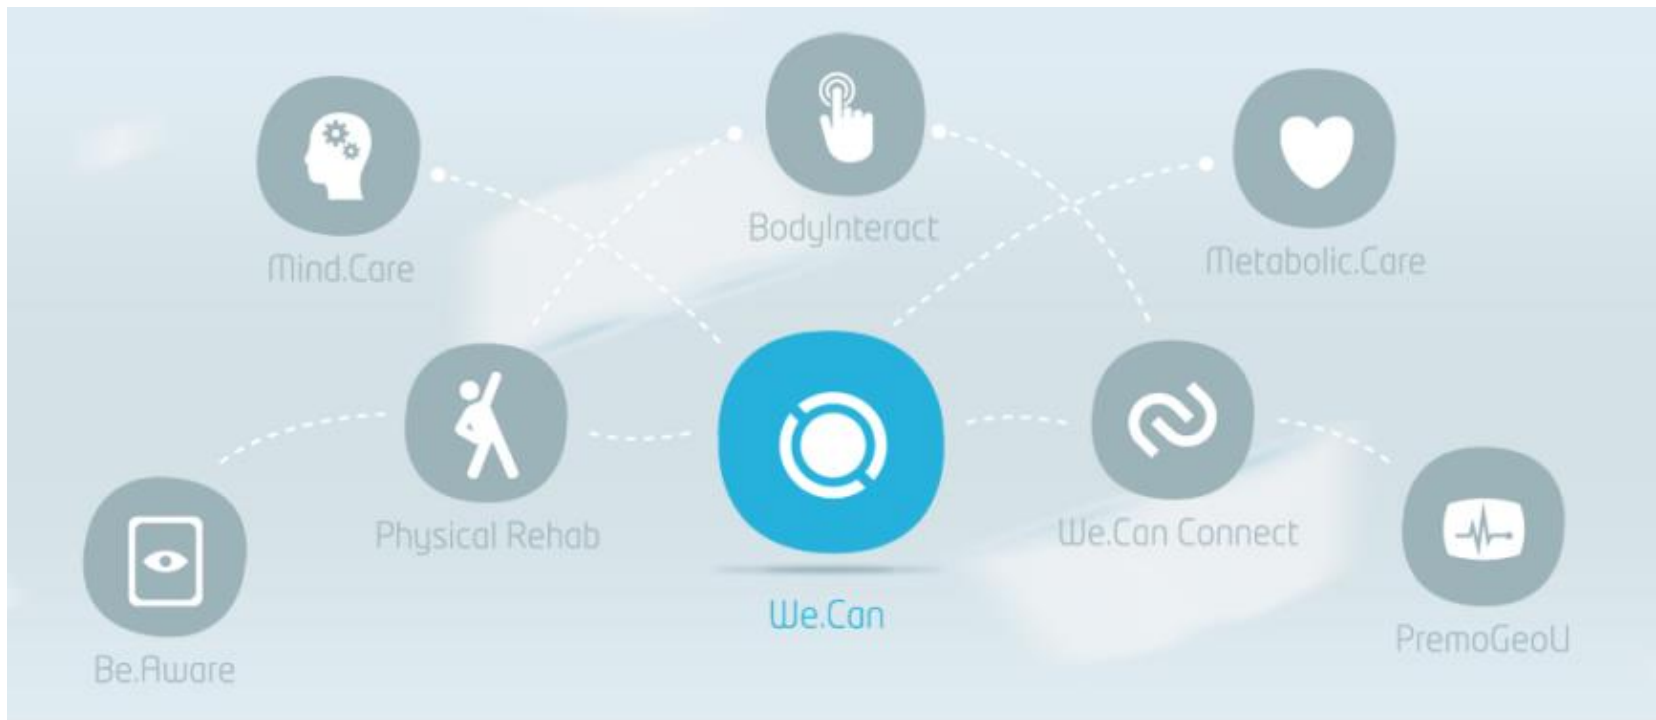 BodyInteract
Mind.Care
Metabolic.Care
Physical Rehab
We.Can Connect
We.Can
Be.Aware
PremoGeoU